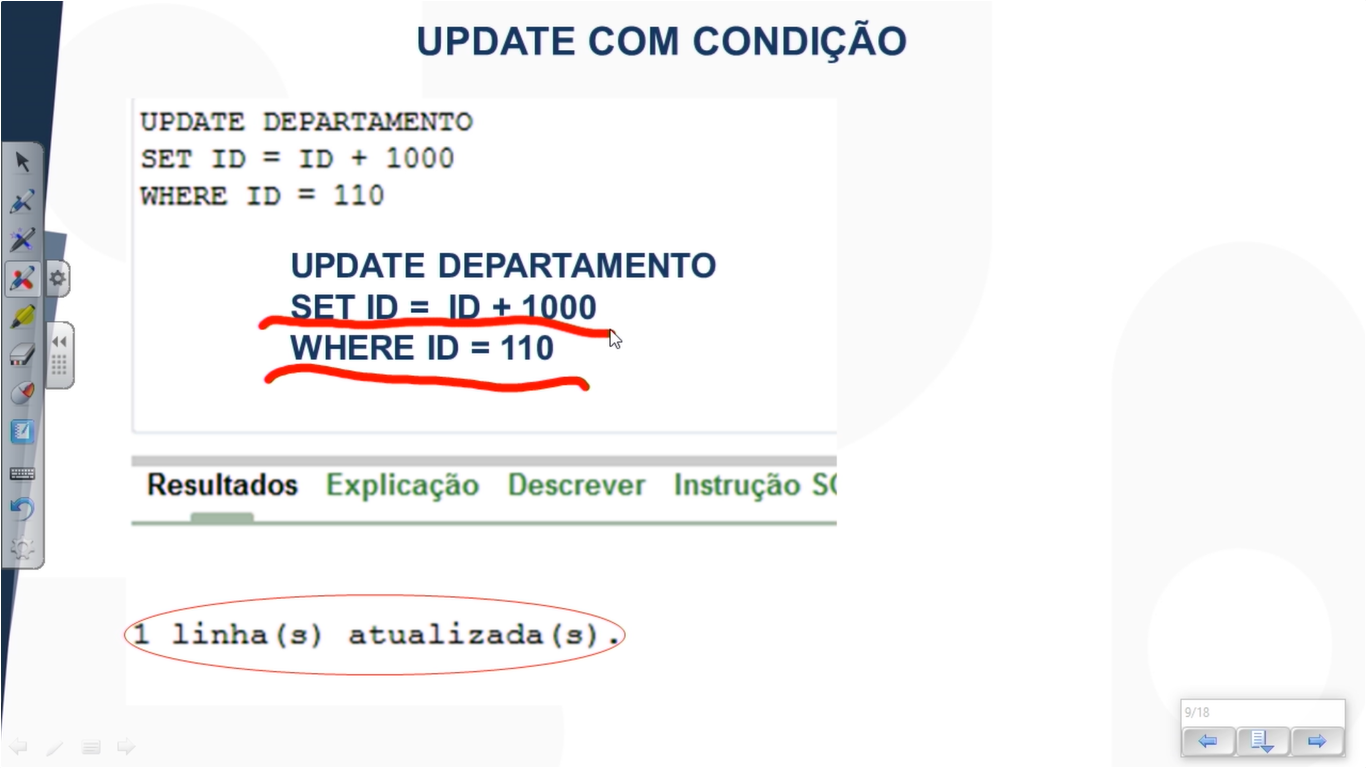 UPDATE COM CONDIÇÃO
UPDATE DEPARTAMENTO
SET ID = ID + 1000
WHERE ID = 110
UPDATE DEPARTAMENTO
SET ID = ID + 1000
WHERE ID = 110
Resultados Explicação Descrever Instrução
1 linha(s) atualizada(s).
9/18